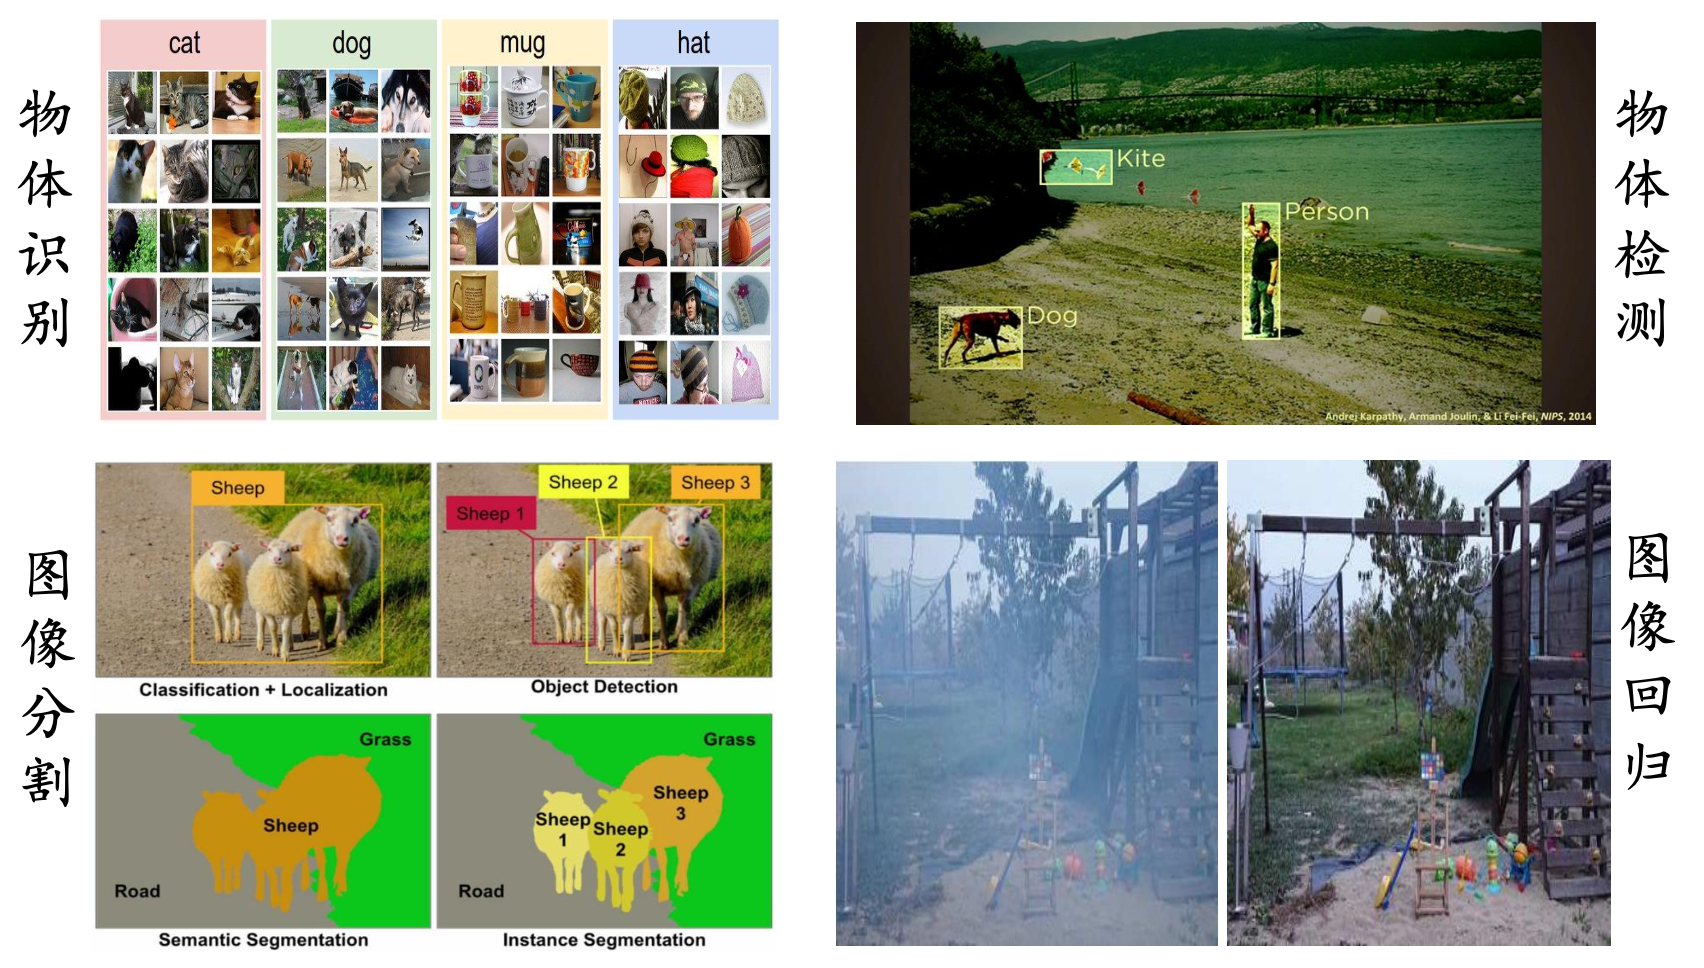 物体识别
cat
dog
mug
hat
物体检测
Kite
Person
Dog
Andrej Karpathy, Armand Joulin, & Li Fei-Fei, NIPS, 2014
图像分割
Sheep
Classification + Localization
Sheep 1
Sheep 2
Sheep 3
Object Detection
Grass
Sheep
Road
Semantic Segmentation
Grass
Sheep
1
Sheep
2
Sheep
3
Road
Instance Segmentation
图像回归